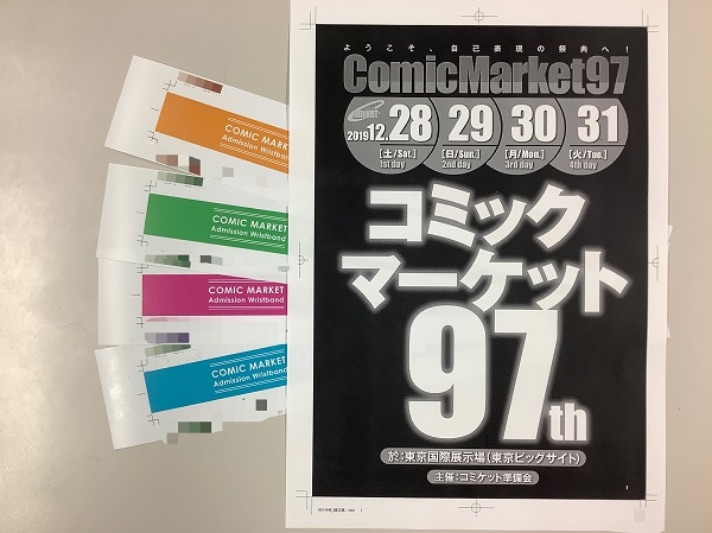 ようこそ、自己表現の祭典へ!
ComicMarket97
COMIKET
2019 12. 28 29 30 31
[土/Sat.] [日/Sun.] [月/Mon.] [火/Tue.]
1st day 2nd day 3rd day 4th day
コミック
マーケット
97th
於:東京国際展示場(東京ビッグサイト)
主催:コミケット準備会
1
COMIC MARK
Admission Wristban
COMIC MARKET
Admission Wristband
COMIC MARKET
Admission Wristband
COMIC MARKET
Admission Wristband